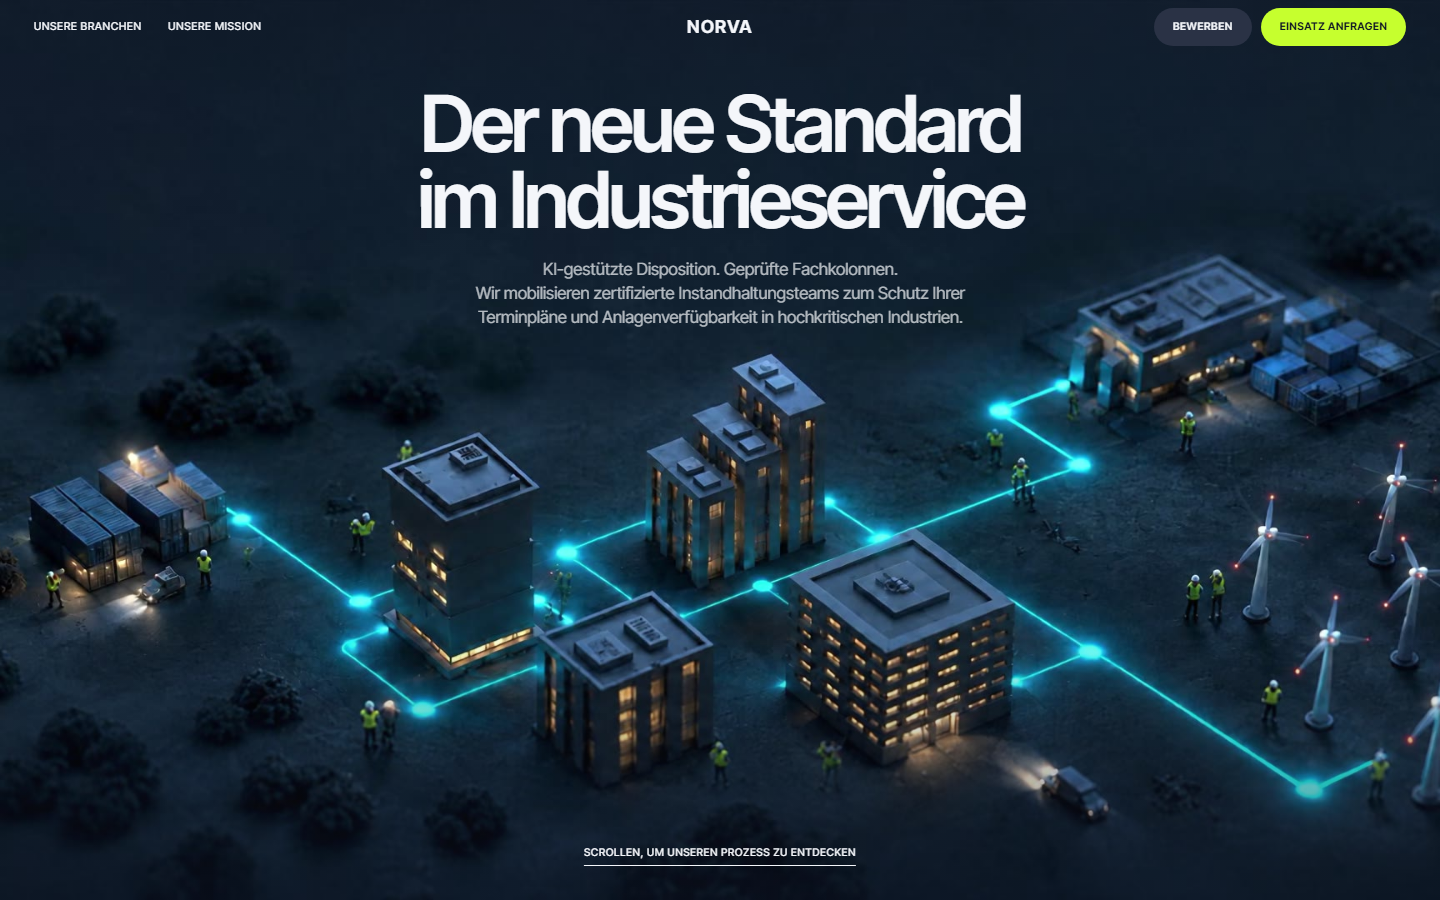 UNSERE BRANCHEN
UNSERE MISSION
NORVA
BEWERBEN
EINSATZ ANFRAGEN
Der neue Standard
im Industrieservice
KI-gestützte Disposition. Geprüfte Fachkolonnen.
Wir mobilisieren zertifizierte Instandhaltungsteams zum Schutz Ihrer
Terminpläne und Anlagenverfügbarkeit in hochkritischen Industrien.
SCROLLEN, UM UNSEREN PROZESS ZU ENTDECKEN